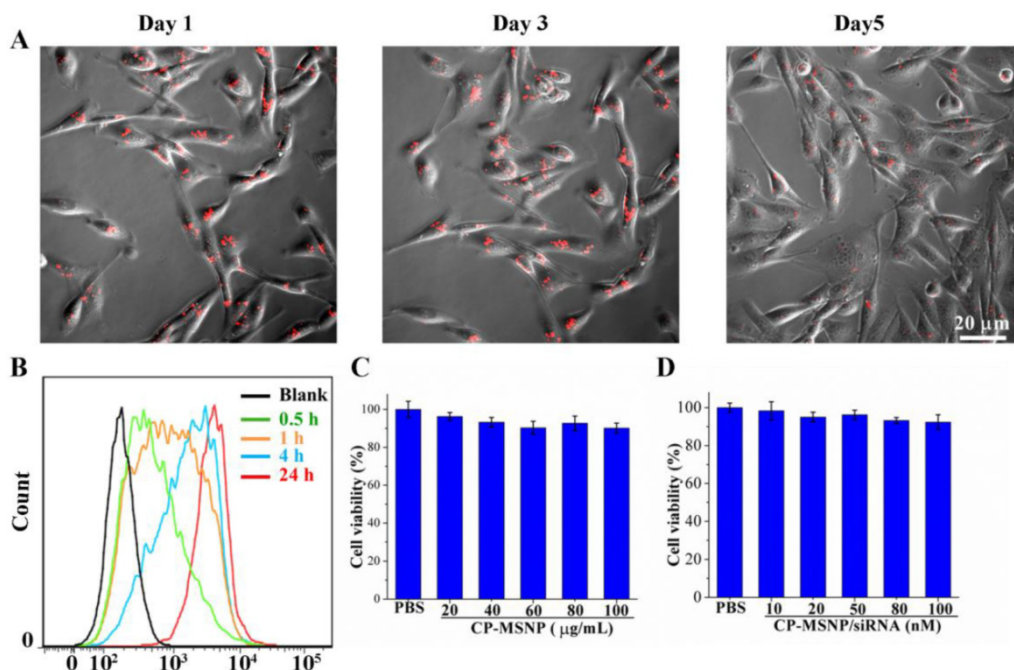 Day 1 Day 3 Day5
A
20 μm
B
Blank
0.5 h
1 h
4 h
24 h
Count
0
0 10² 10³ 10⁴ 10⁵
C
Cell viability (%)
100
80
60
40
20
0
PBS 20 40 60 80 100
CP-MSNP ( μg/mL)
D
Cell viability (%)
100
80
60
40
20
0
PBS 10 20 50 80 100
CP-MSNP/siRNA (nM)